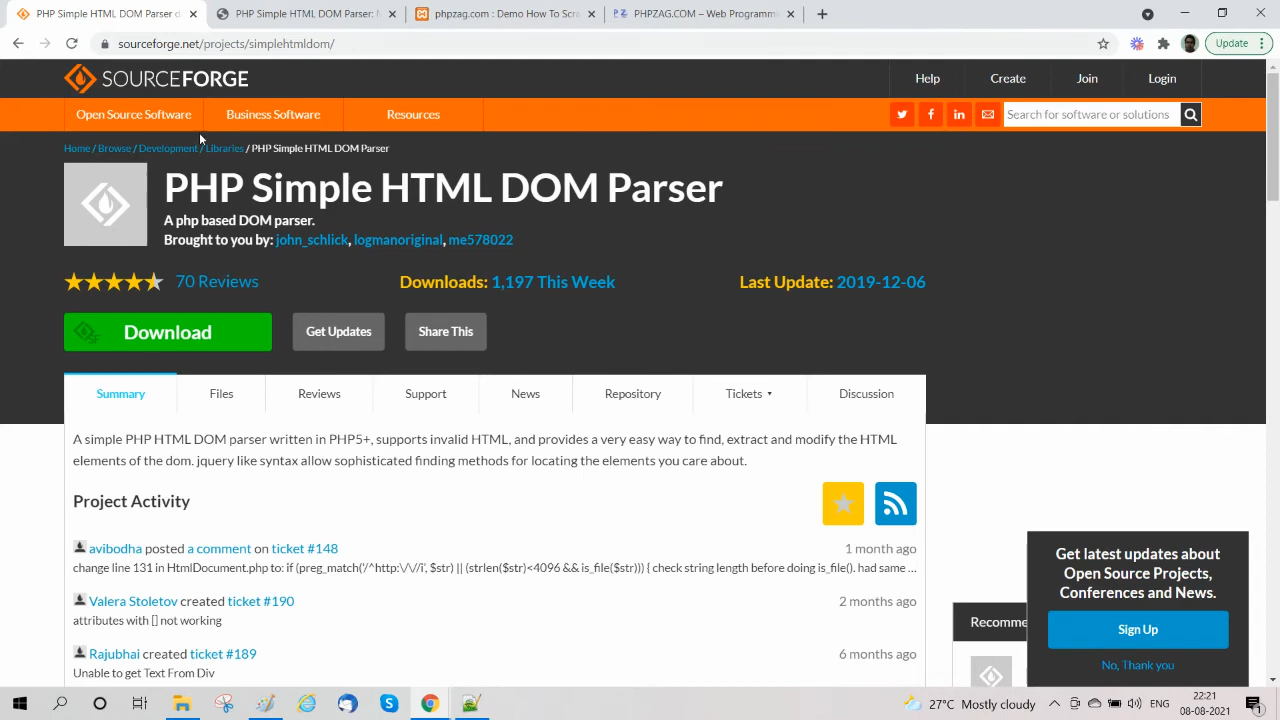 PHP Simple HTML DOM Parser d
PHP Simple HTML DOM Parser: M
Simple HTML Dom: How To Scra
PHPZAG.COM – Web Programmi
sourceforge.net/projects/simplehtmldom/
Update
SOURCEFORGE
Help
Create
Join
Login
Open Source Software
Business Software
Resources
Search for software or solutions
Home / Browse / Development / Libraries / PHP Simple HTML DOM Parser
PHP Simple HTML DOM Parser
A php based DOM parser.
Brought to you by: john_schlick, logmanoriginal, me578022
70 Reviews
Downloads: 1,197 This Week
Last Update: 2019-12-06
SF
Download
Get Updates
Share This
Summary
Files
Reviews
Support
News
Repository
Tickets
Discussion
A simple PHP HTML DOM parser written in PHP5+, supports invalid HTML, and provides a very easy way to find, extract and modify the HTML
elements of the dom. jquery like syntax allow sophisticated finding methods for locating the elements you care about.
Project Activity
avibodha posted a comment on ticket #148
1 month ago
change line 131 in HtmlDocument.php to: if (preg_match('/^http:\/\//i', $str) || (strlen($str)<4096 && is_file($str))) { check string length before doing is_file(). had same ...
Valera Stoletov created ticket #190
2 months ago
attributes with [] not working
Rajubhai created ticket #189
6 months ago
Unable to get Text From Div
Get latest updates about
Open Source Projects,
Conferences and News.
Sign Up
No, Thank you
Recomme
27°C Mostly cloudy
ENG
22:21
08-08-2021
1